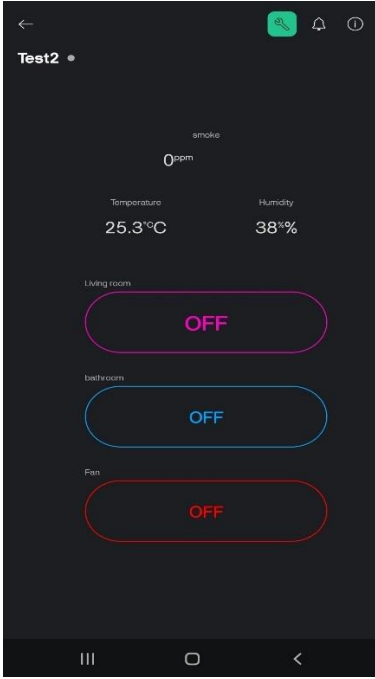 Test2
smoke
0ppm
Temperature Humidity
25.3°C°C 38%%
Living room
OFF
bathroom
OFF
Fan
OFF